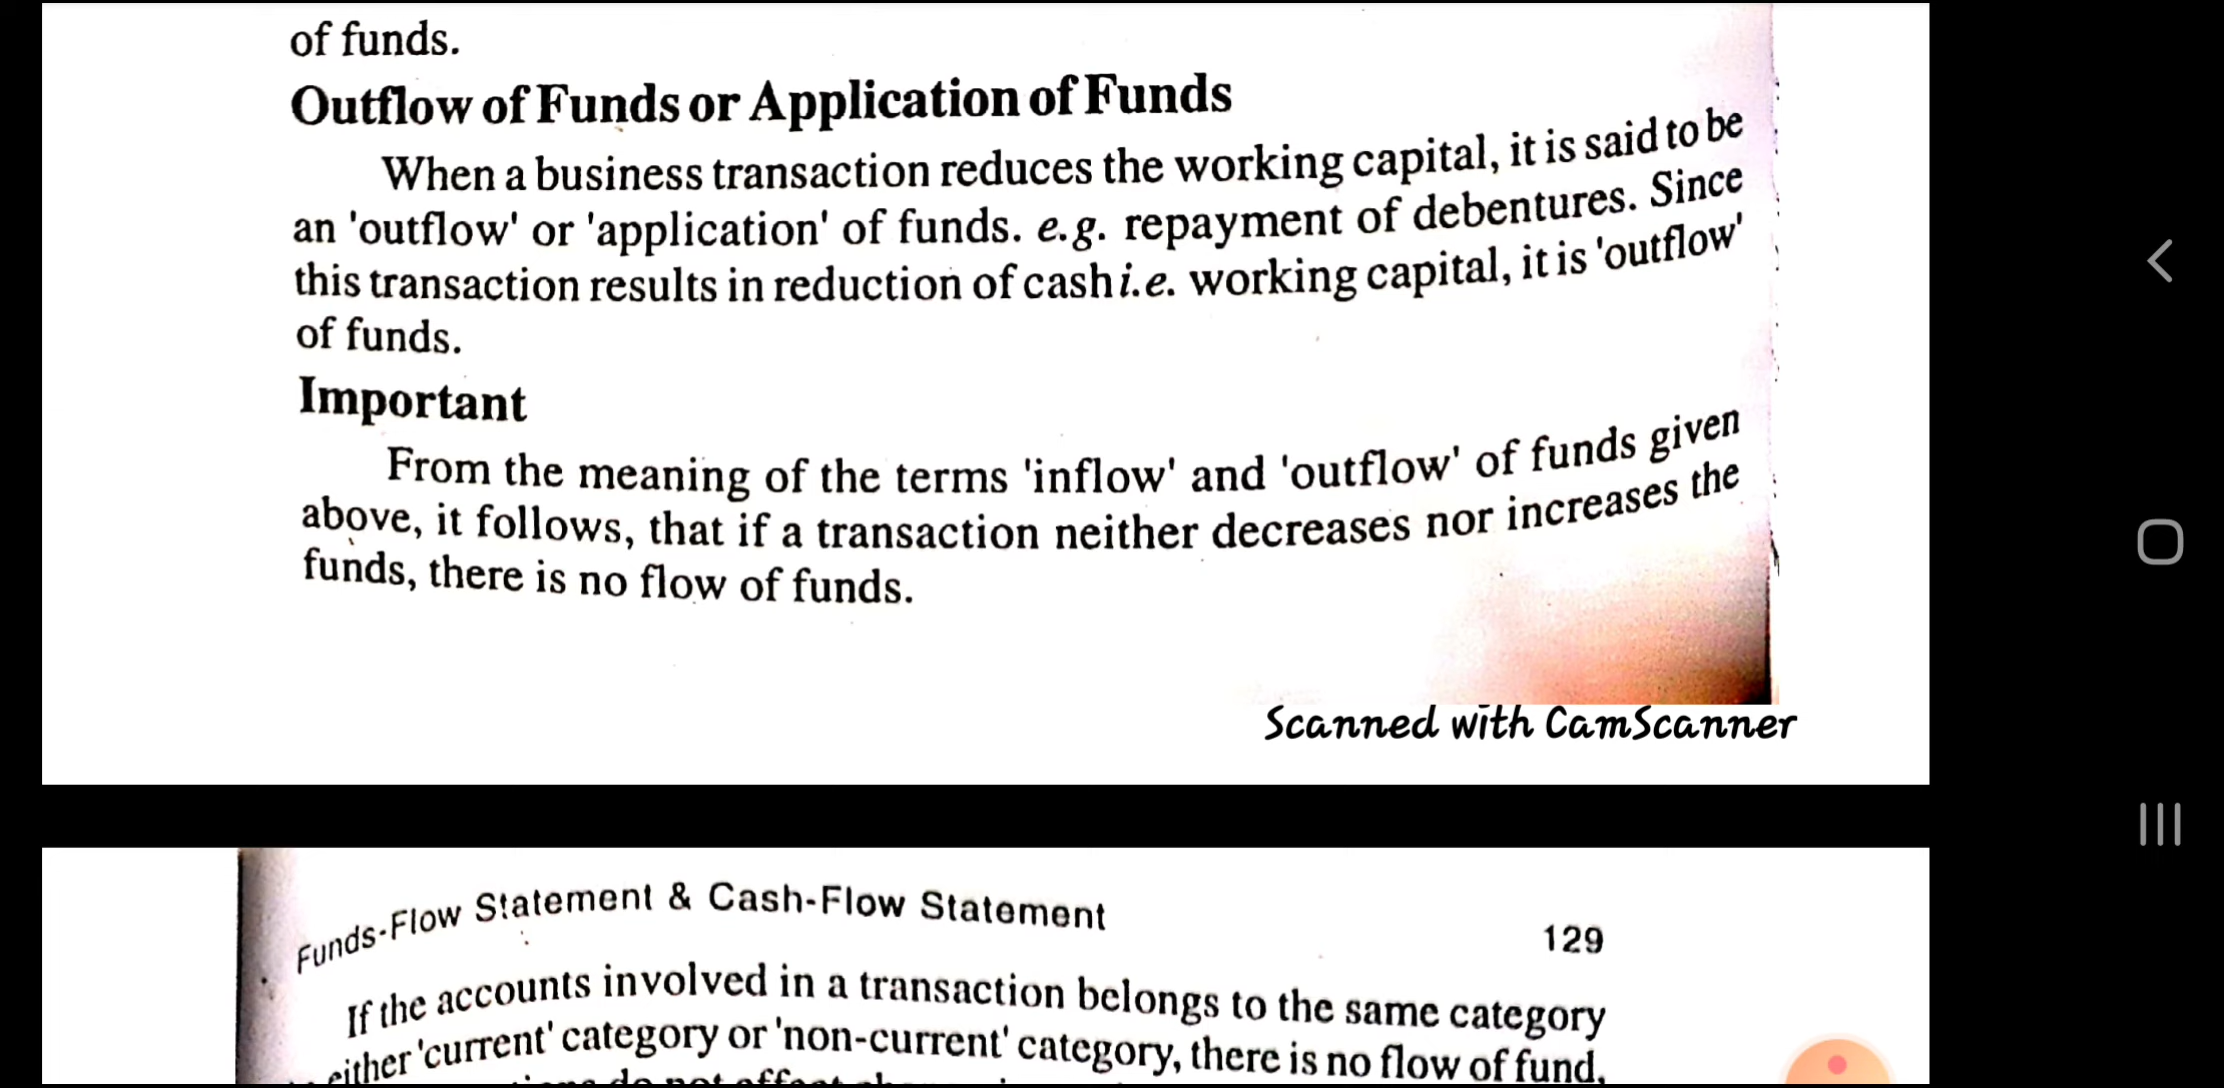 of funds.
Outflow of Funds or Application of Funds
When a business transaction reduces the working capital, it is said to be
an 'outflow' or 'application' of funds. e.g. repayment of debentures. Since
this transaction results in reduction of cash i.e. working capital, it is 'outflow'
of funds.
Important
From the meaning of the terms 'inflow' and 'outflow' of funds given
above, it follows, that if a transaction neither decreases nor increases the
funds, there is no flow of funds.
Scanned with CamScanner
Funds-Flow Statement & Cash-Flow Statement
129
If the accounts involved in a transaction belongs to the same category
either 'current' category or 'non-current' category, there is no flow of fund.
do not affect